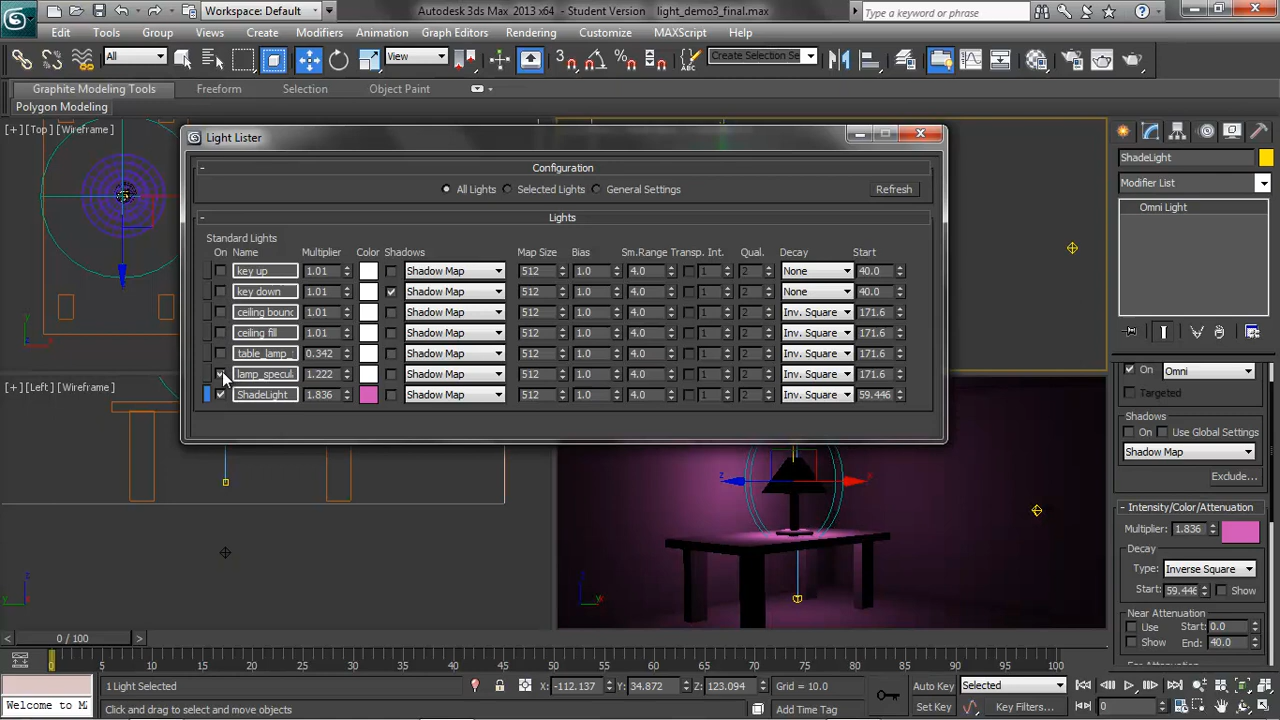 Workspace: Default
Autodesk 3ds Max 2013 x64 - Student Version light_demo3_final.max
Type a keyword or phrase
Edit Tools Group Views Create Modifiers Animation Graph Editors Rendering Customize MAXScript Help
All View Create Selection Se
Graphite Modeling Tools Freeform Selection Object Paint
Polygon Modeling
[+][Top][Wireframe]
Light Lister
Configuration
All Lights Selected Lights General Settings Refresh
Lights
Standard Lights
On Name Multiplier Color Shadows Map Size Bias Sm.Range Transp. Int. Qual. Decay Start
key up 1.01 Shadow Map 512 1.0 4.0 1 2 None 40.0
key down 1.01 Shadow Map 512 1.0 4.0 1 2 None 40.0
ceiling bounc 1.01 Shadow Map 512 1.0 4.0 1 2 Inv. Square 171.6
ceiling fill 1.01 Shadow Map 512 1.0 4.0 1 2 Inv. Square 171.6
table_lamp 0.342 Shadow Map 512 1.0 4.0 1 2 Inv. Square 171.6
lamp_specul 1.222 Shadow Map 512 1.0 4.0 1 2 Inv. Square 171.6
ShadeLight 1.836 Shadow Map 512 1.0 4.0 1 2 Inv. Square 59.446
[+][Left][Wireframe]
ShadeLight
Modifier List
Omni Light
On Omni
Targeted
Shadows
On Use Global Settings
Shadow Map
Exclude...
Intensity/Color/Attenuation
Multiplier: 1.836
Decay
Type: Inverse Square
Start: 59.446 Show
Near Attenuation
Use Start: 0.0
Show End: 40.0
z x
z x
z y
0 / 100
0 5 10 15 20 25 30 35 40 45 50 55 60 65 70 75 80 85 90 95 100
1 Light Selected X: -112.137 Y: 34.872 Z: 123.094 Grid = 10.0 Auto Key Selected
Welcome to M Click and drag to select and move objects Add Time Tag Set Key Key Filters... 0